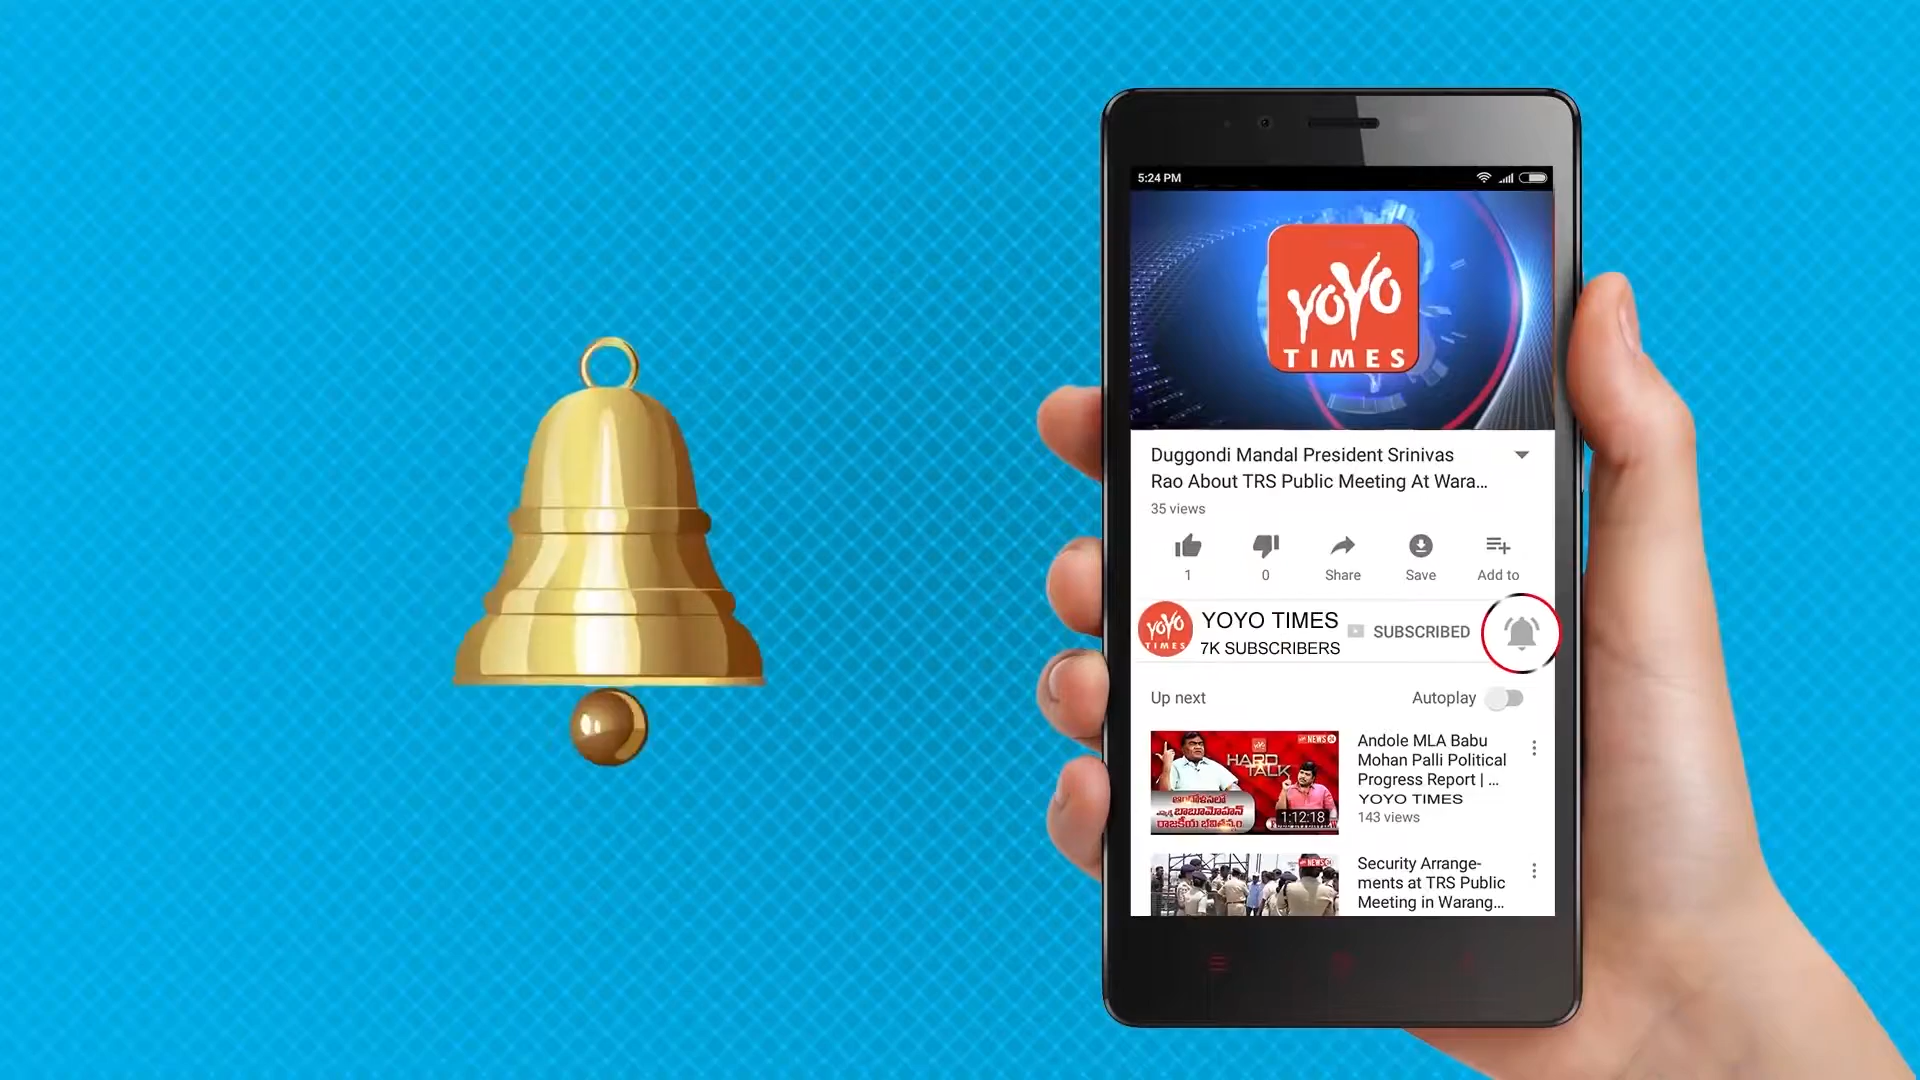 5:24 PM
YOYO
TIMES
Duggondi Mandal President Srinivas
Rao About TRS Public Meeting At Wara...
35 views
1
0
Share
Save
Add to
YOYO
TIMES
YOYO TIMES
7K SUBSCRIBERS
SUBSCRIBED
Up next
Autoplay
NEWS
HARD
TALK
బాబూమోహన్
1:12:18
Andole MLA Babu
Mohan Palli Political
Progress Report | ...
YOYO TIMES
143 views
NEWS
Security Arrange-
ments at TRS Public
Meeting in Warang...